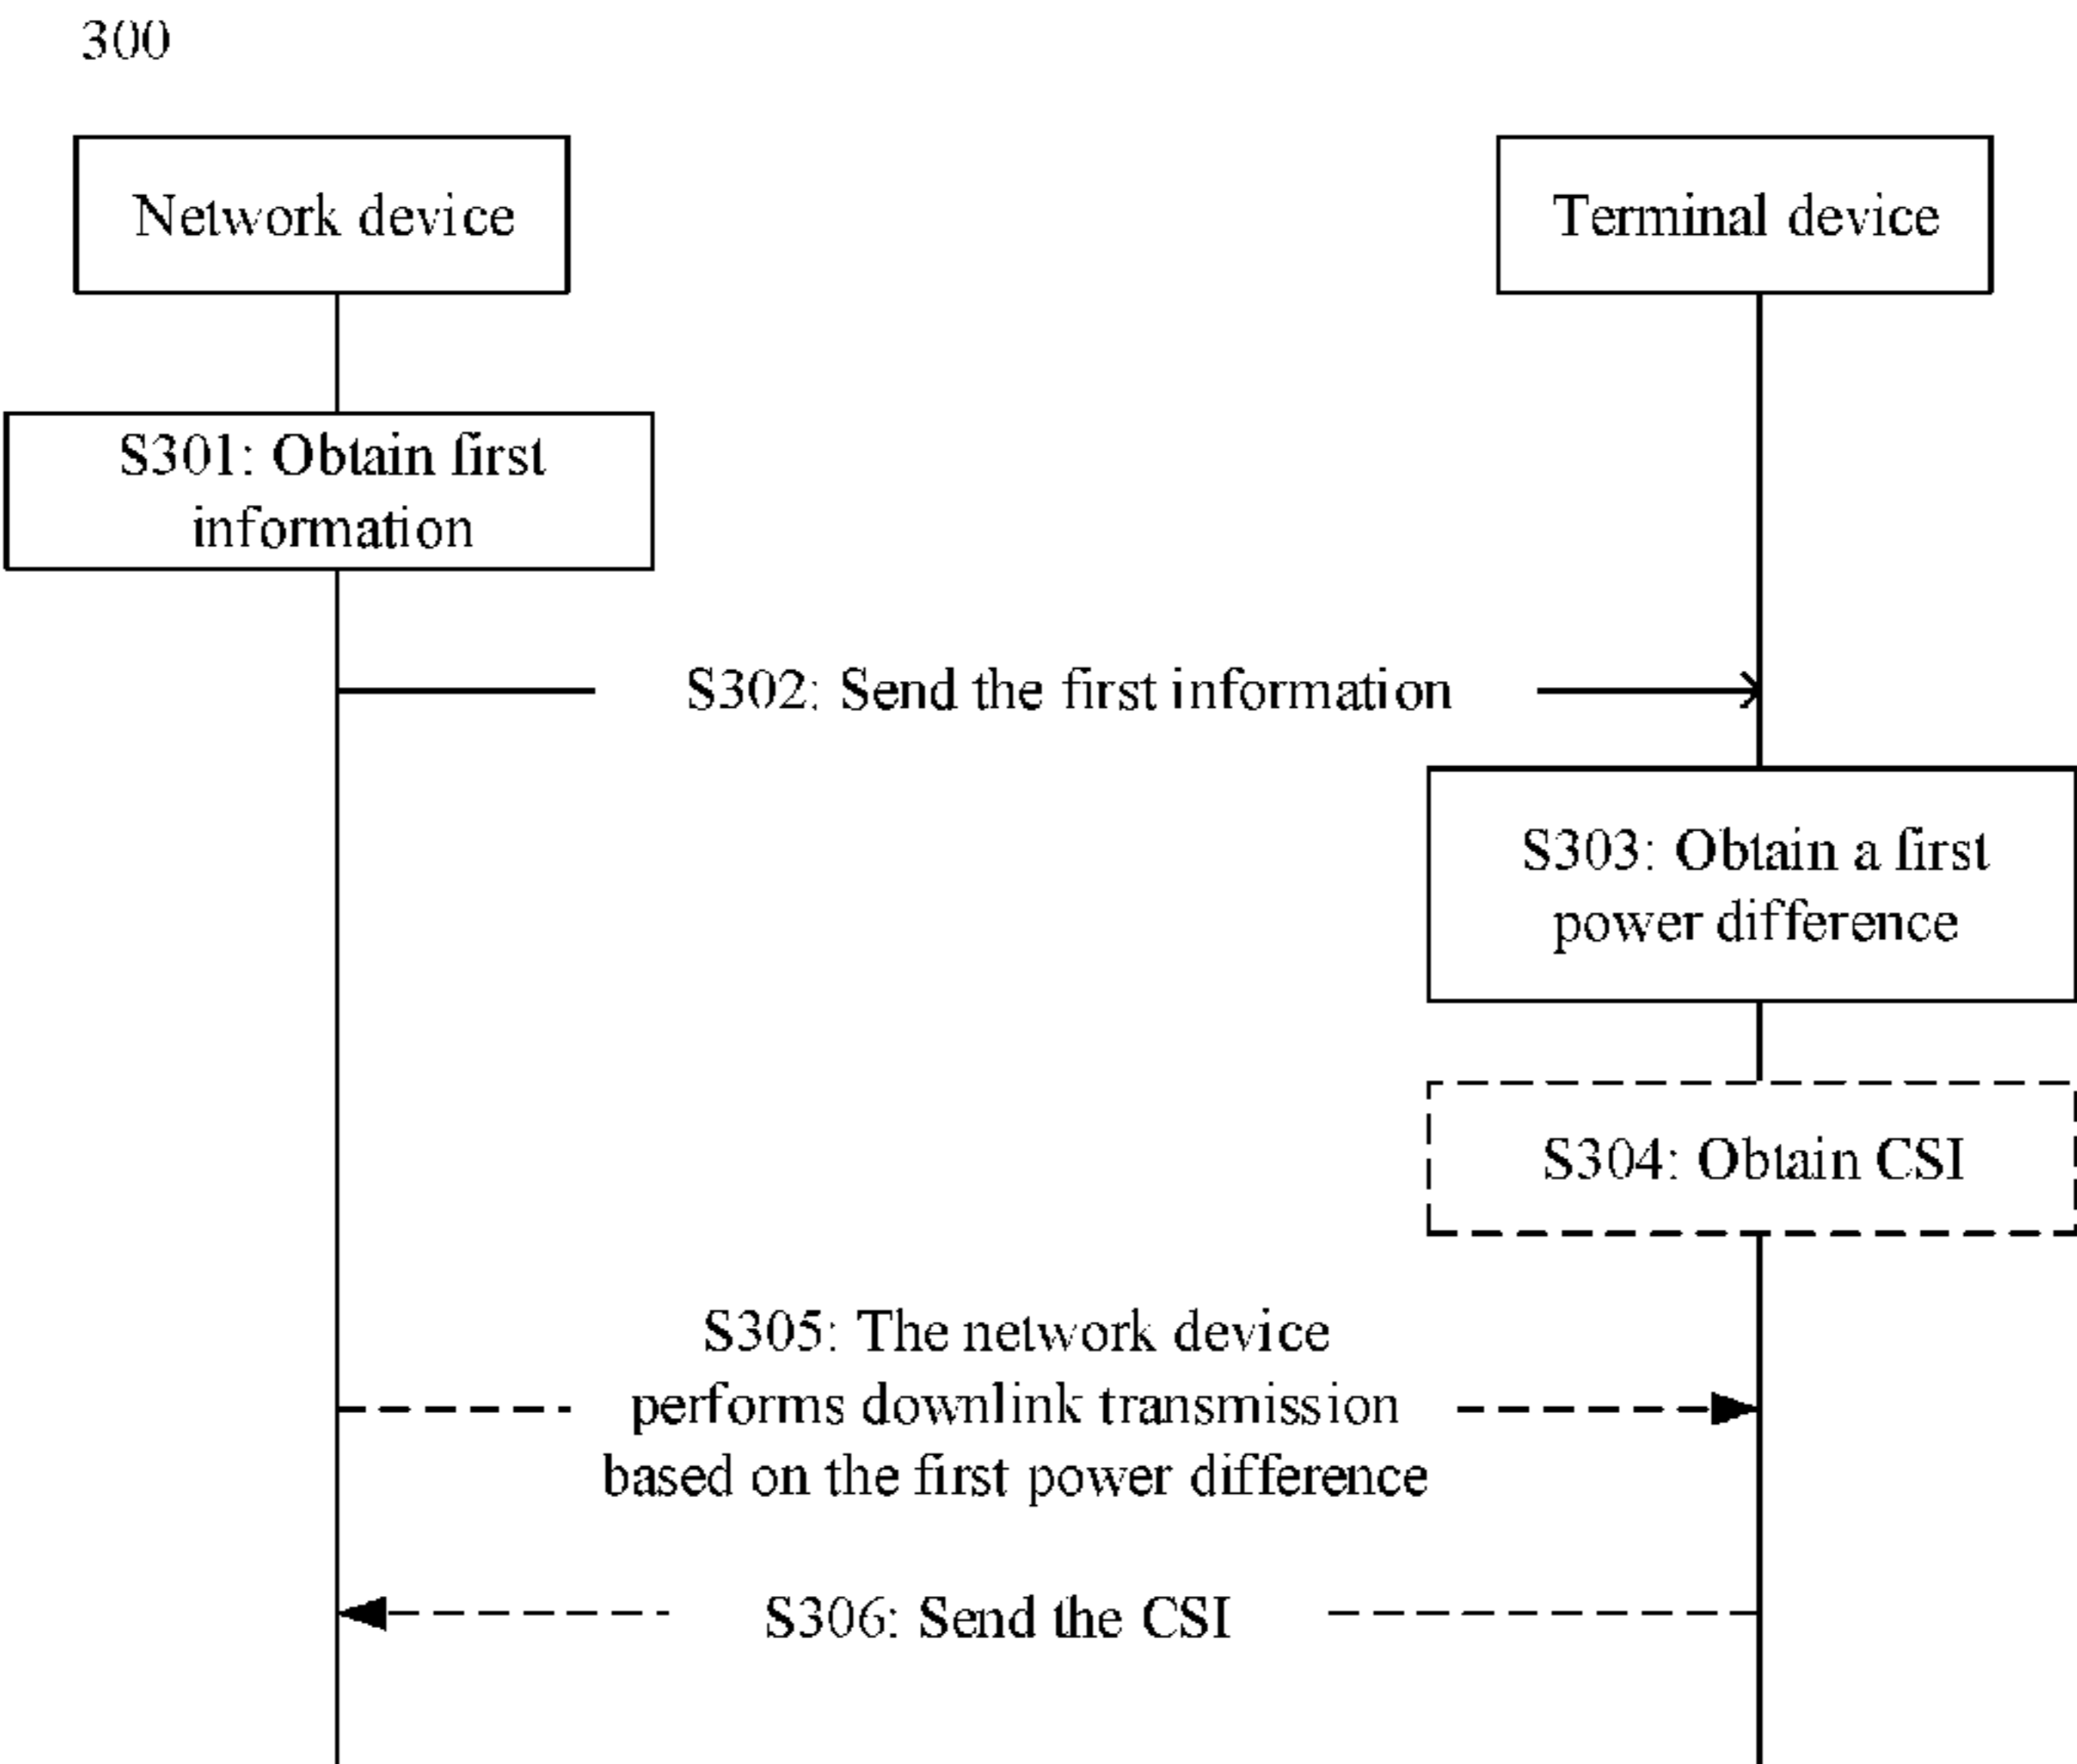 300
Network device
Terminal device
S301: Obtain first
information
S302: Send the first information
S303: Obtain a first
power difference
S304: Obtain CSI
S305: The network device
performs downlink transmission
based on the first power difference
S306: Send the CSI